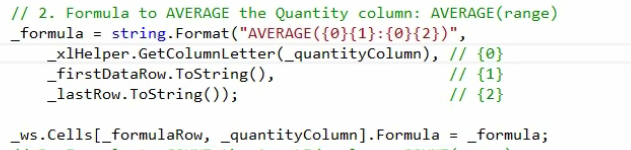 // 2. Formula to AVERAGE the Quantity column: AVERAGE(range)
_formula = string.Format("AVERAGE({0}{1}:{0}{2})",
_xlHelper.GetColumnLetter(_quantityColumn), // {0}
_firstDataRow.ToString(), // {1}
_lastRow.ToString()); // {2}
_ws.Cells[_formulaRow, _quantityColumn].Formula = _formula;